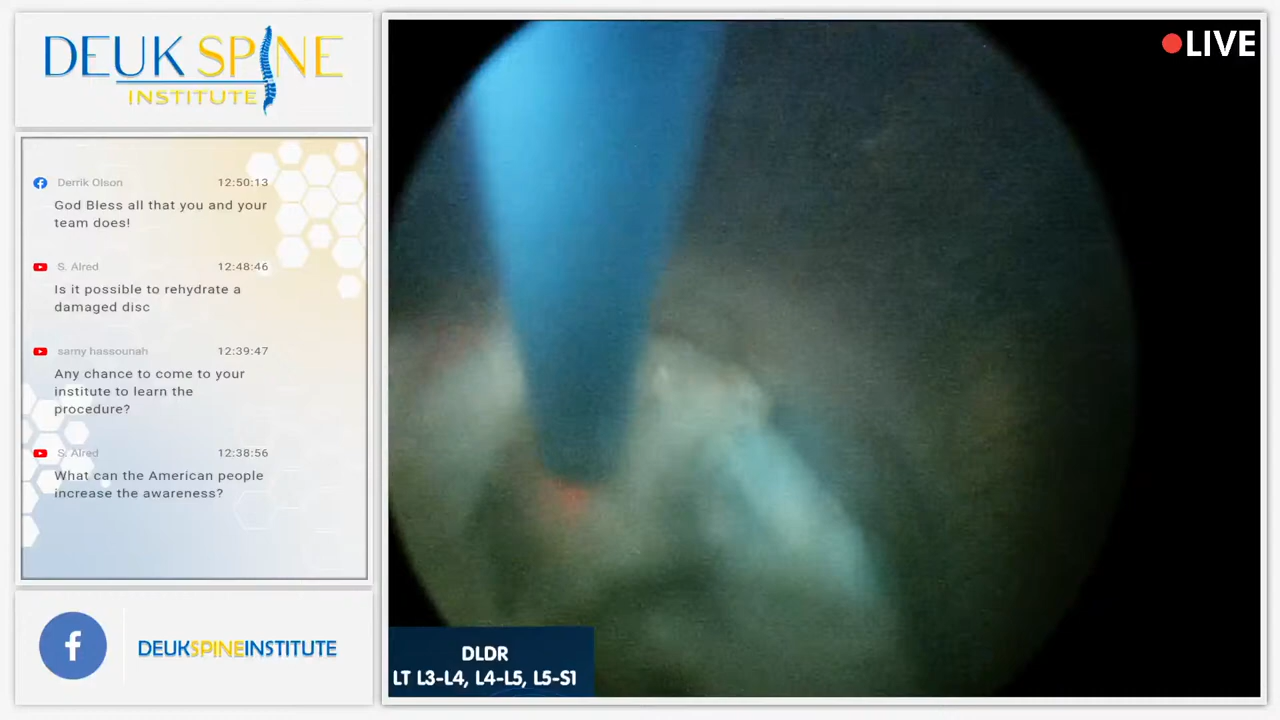 DEUK SPINE
INSTITUTE
Derrik Olson 12:50:13
God Bless all that you and your
team does!
S. Alred 12:48:46
Is it possible to rehydrate a
damaged disc
samy hassounah 12:39:47
Any chance to come to your
institute to learn the
procedure?
S. Alred 12:38:56
What can the American people
increase the awareness?
f
DEUKSPINEINSTITUTE
LIVE
DLDR
LT L3-L4, L4-L5, L5-S1